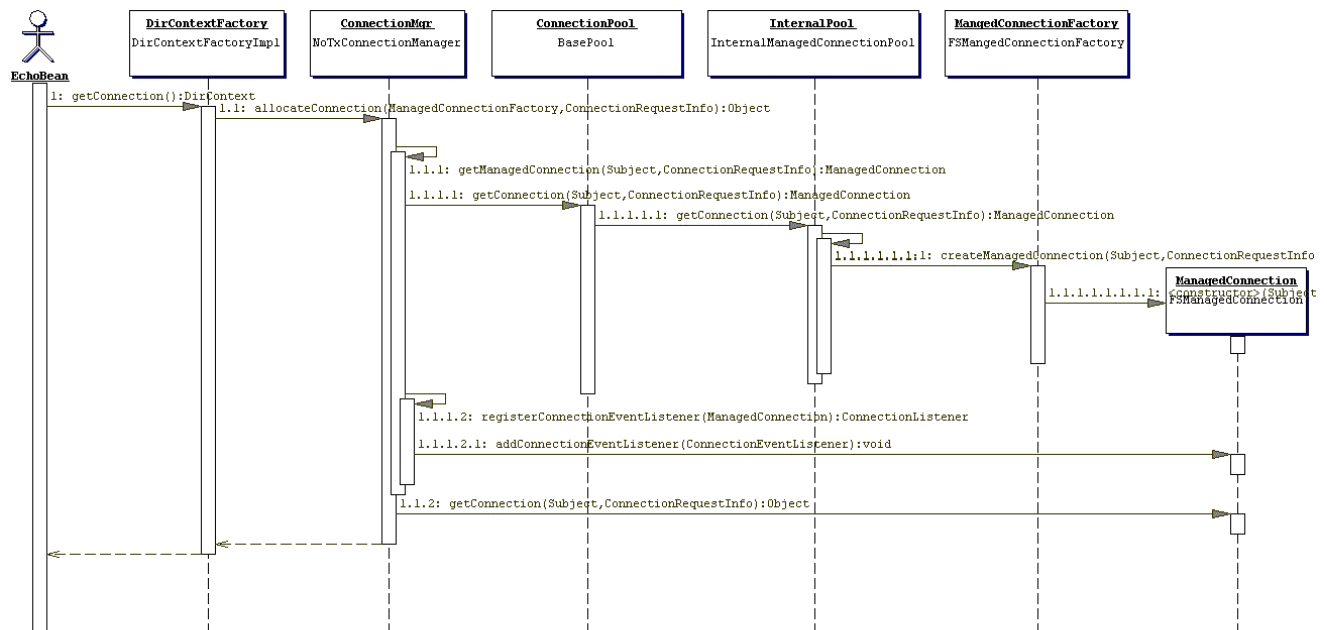 DirContextFactory
DirContextFactoryImpl
ConnectionMgr
NoTxConnectionManager
ConnectionPool
BasePool
InternalPool
InternalManagedConnectionPool
MangedConnectionFactory
FSMangedConnectionFactory
EchoBean
1: getConnection():DirContext
1.1: allocateConnection(ManagedConnectionFactory,ConnectionRequestInfo):Object
1.1.1: getManagedConnection(Subject,ConnectionRequestInfo):ManagedConnection
1.1.1.1: getConnection(Subject,ConnectionRequestInfo):ManagedConnection
1.1.1.1.1: getConnection(Subject,ConnectionRequestInfo):ManagedConnection
1.1.1.1.1.1:1: createManagedConnection(Subject,ConnectionRequestInfo
ManagedConnection
1.1.1.1.1.1.1.1: <constructor>(Subject
FSManagedConnection
1.1.1.2: registerConnectionEventListener(ManagedConnection):ConnectionListener
1.1.1.2.1: addConnectionEventListener(ConnectionEventListener):void
1.1.2: getConnection(Subject,ConnectionRequestInfo):Object